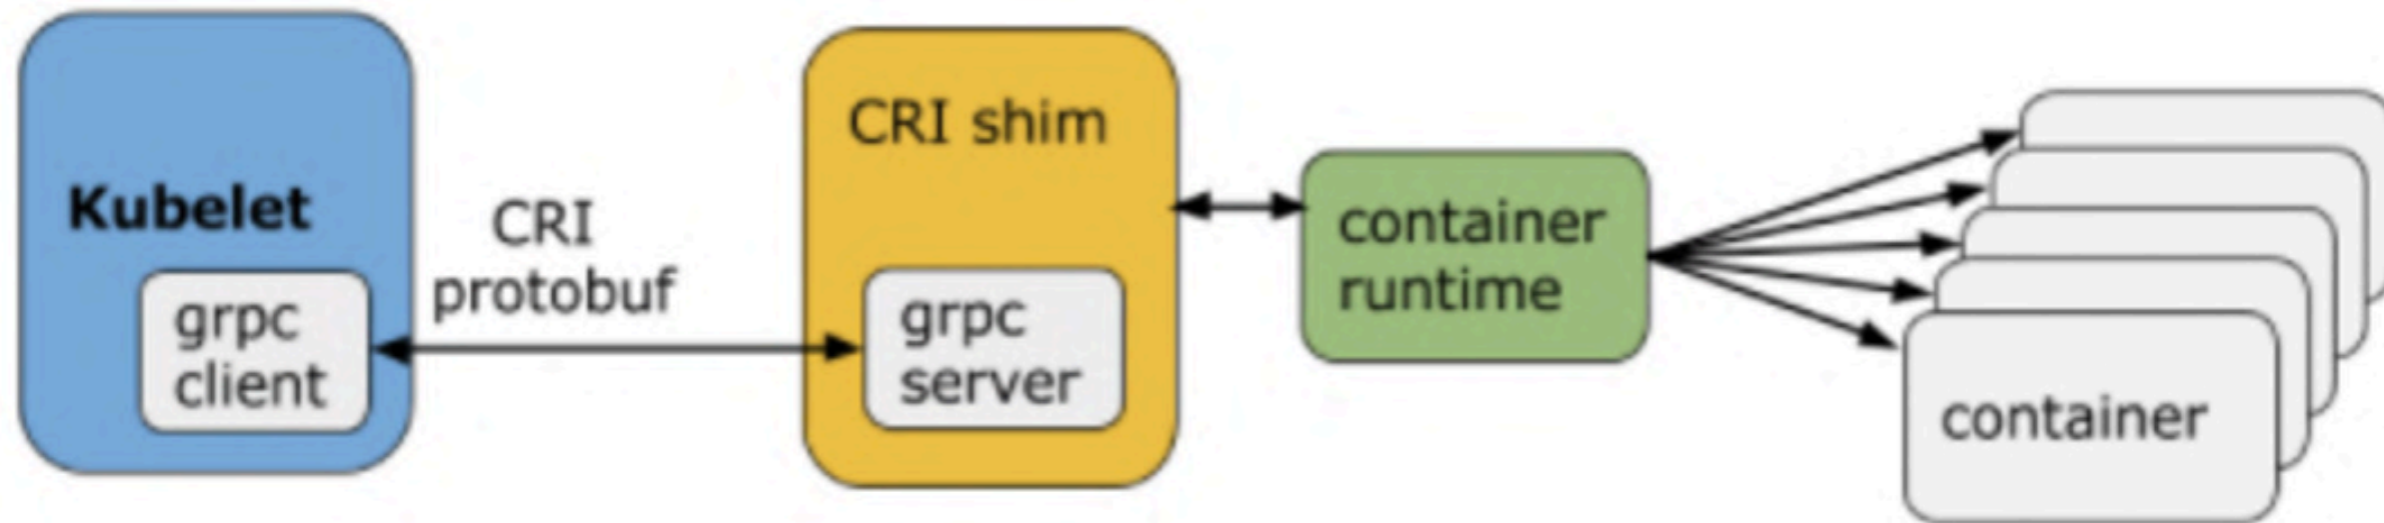 Kubelet
grpc
client
CRI
protobuf
CRI shim
grpc
server
container
runtime
container